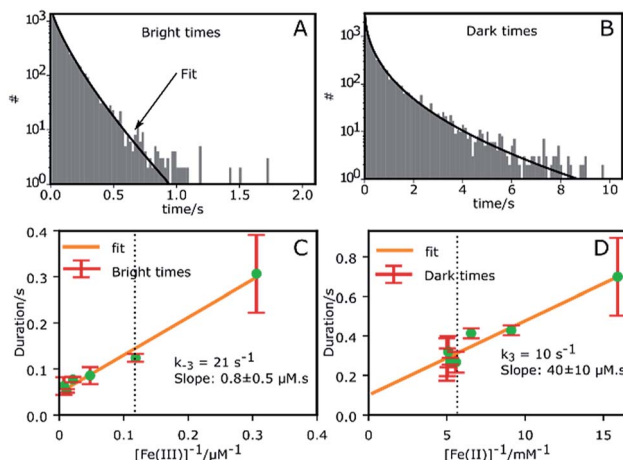 Bright times
A
Fit
10³
10²
10¹
10⁰
#
0.0 0.5 1.0 1.5 2.0
time/s
Dark times
B
10³
10²
10¹
10⁰
#
0 2 4 6 8 10
time/s
C
fit
Bright times
k₋₃ = 21 s⁻¹
Slope: 0.8±0.5 µM.s
0.4
0.3
0.2
0.1
0.0
Duration/s
0.0 0.1 0.2 0.3 0.4
[Fe(III)]⁻¹/µM⁻¹
D
fit
Dark times
k₃ = 10 s⁻¹
Slope: 40±10 µM.s
0.8
0.6
0.4
0.2
0.0
Duration/s
0 5 10 15
[Fe(II)]⁻¹/mM⁻¹